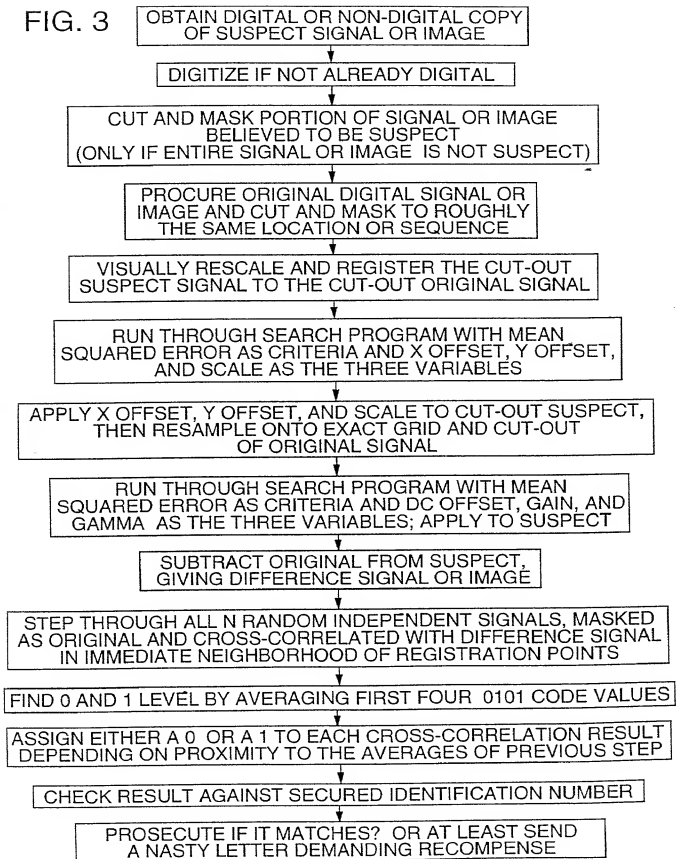 FIG. 3
OBTAIN DIGITAL OR NON-DIGITAL COPY
OF SUSPECT SIGNAL OR IMAGE
DIGITIZE IF NOT ALREADY DIGITAL
CUT AND MASK PORTION OF SIGNAL OR IMAGE
BELIEVED TO BE SUSPECT
(ONLY IF ENTIRE SIGNAL OR IMAGE IS NOT SUSPECT)
PROCURE ORIGINAL DIGITAL SIGNAL OR
IMAGE AND CUT AND MASK TO ROUGHLY
THE SAME LOCATION OR SEQUENCE
VISUALLY RESCALE AND REGISTER THE CUT-OUT
SUSPECT SIGNAL TO THE CUT-OUT ORIGINAL SIGNAL
RUN THROUGH SEARCH PROGRAM WITH MEAN
SQUARED ERROR AS CRITERIA AND X OFFSET, Y OFFSET,
AND SCALE AS THE THREE VARIABLES
APPLY X OFFSET, Y OFFSET, AND SCALE TO CUT-OUT SUSPECT,
THEN RESAMPLE ONTO EXACT GRID AND CUT-OUT
OF ORIGINAL SIGNAL
RUN THROUGH SEARCH PROGRAM WITH MEAN
SQUARED ERROR AS CRITERIA AND DC OFFSET, GAIN, AND
GAMMA AS THE THREE VARIABLES; APPLY TO SUSPECT
SUBTRACT ORIGINAL FROM SUSPECT,
GIVING DIFFERENCE SIGNAL OR IMAGE
STEP THROUGH ALL N RANDOM INDEPENDENT SIGNALS, MASKED
AS ORIGINAL AND CROSS-CORRELATED WITH DIFFERENCE SIGNAL
IN IMMEDIATE NEIGHBORHOOD OF REGISTRATION POINTS
FIND 0 AND 1 LEVEL BY AVERAGING FIRST FOUR 0101 CODE VALUES
ASSIGN EITHER A 0 OR A 1 TO EACH CROSS-CORRELATION RESULT
DEPENDING ON PROXIMITY TO THE AVERAGES OF PREVIOUS STEP
CHECK RESULT AGAINST SECURED IDENTIFICATION NUMBER
PROSECUTE IF IT MATCHES? OR AT LEAST SEND
A NASTY LETTER DEMANDING RECOMPENSE